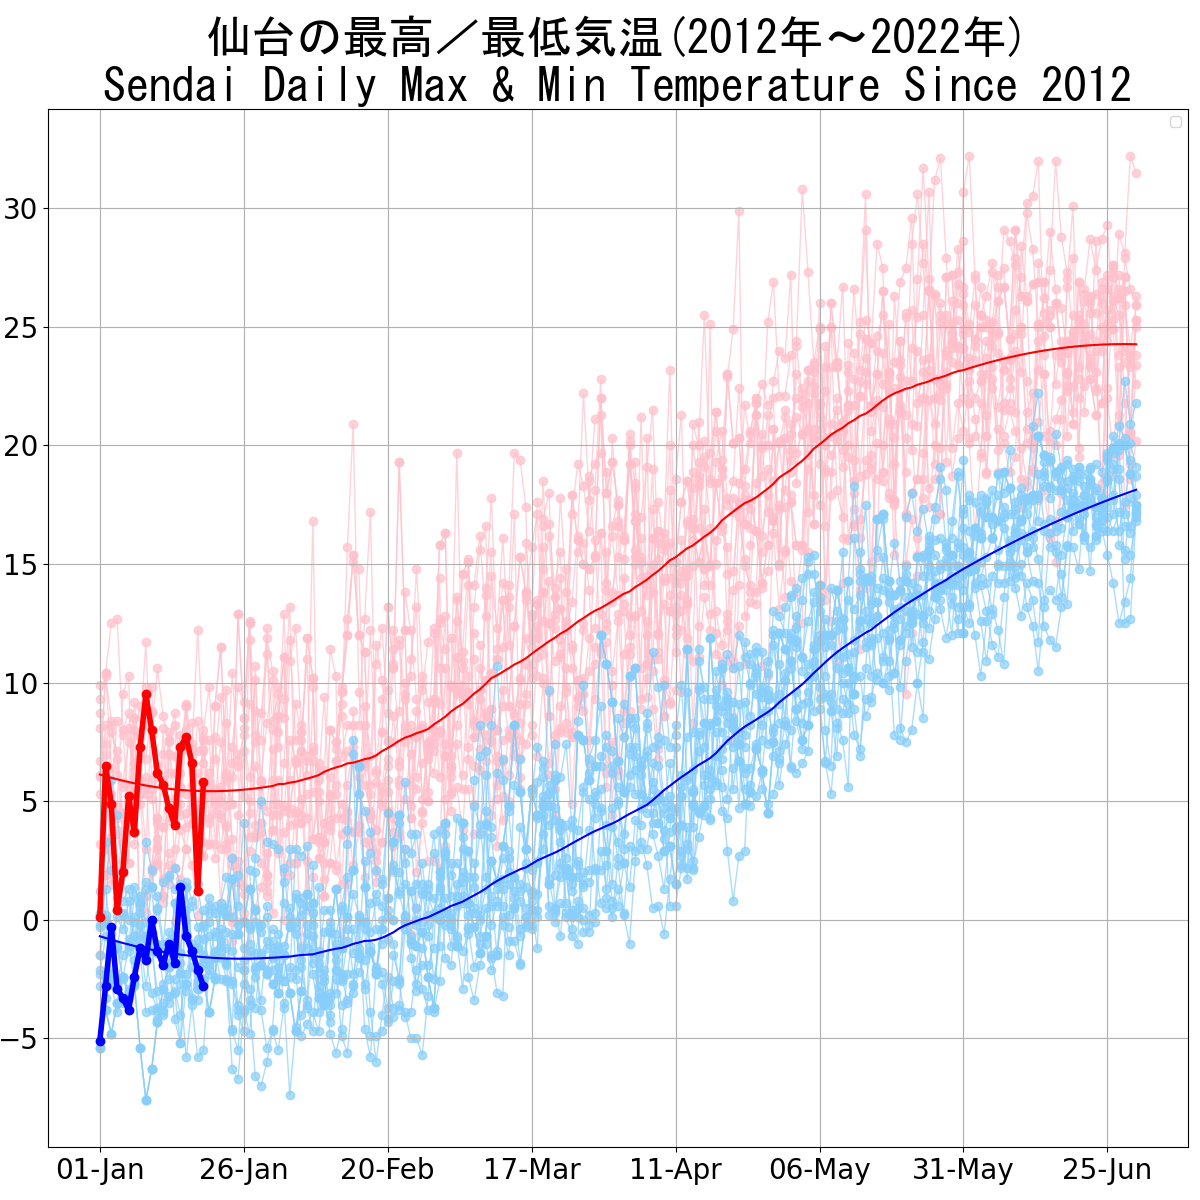 仙台の最高／最低気温(2012年～2022年)
Sendai Daily Max & Min Temperature Since 2012
30
25
20
15
10
5
0
−5
01-Jan 26-Jan 20-Feb 17-Mar 11-Apr 06-May 31-May 25-Jun